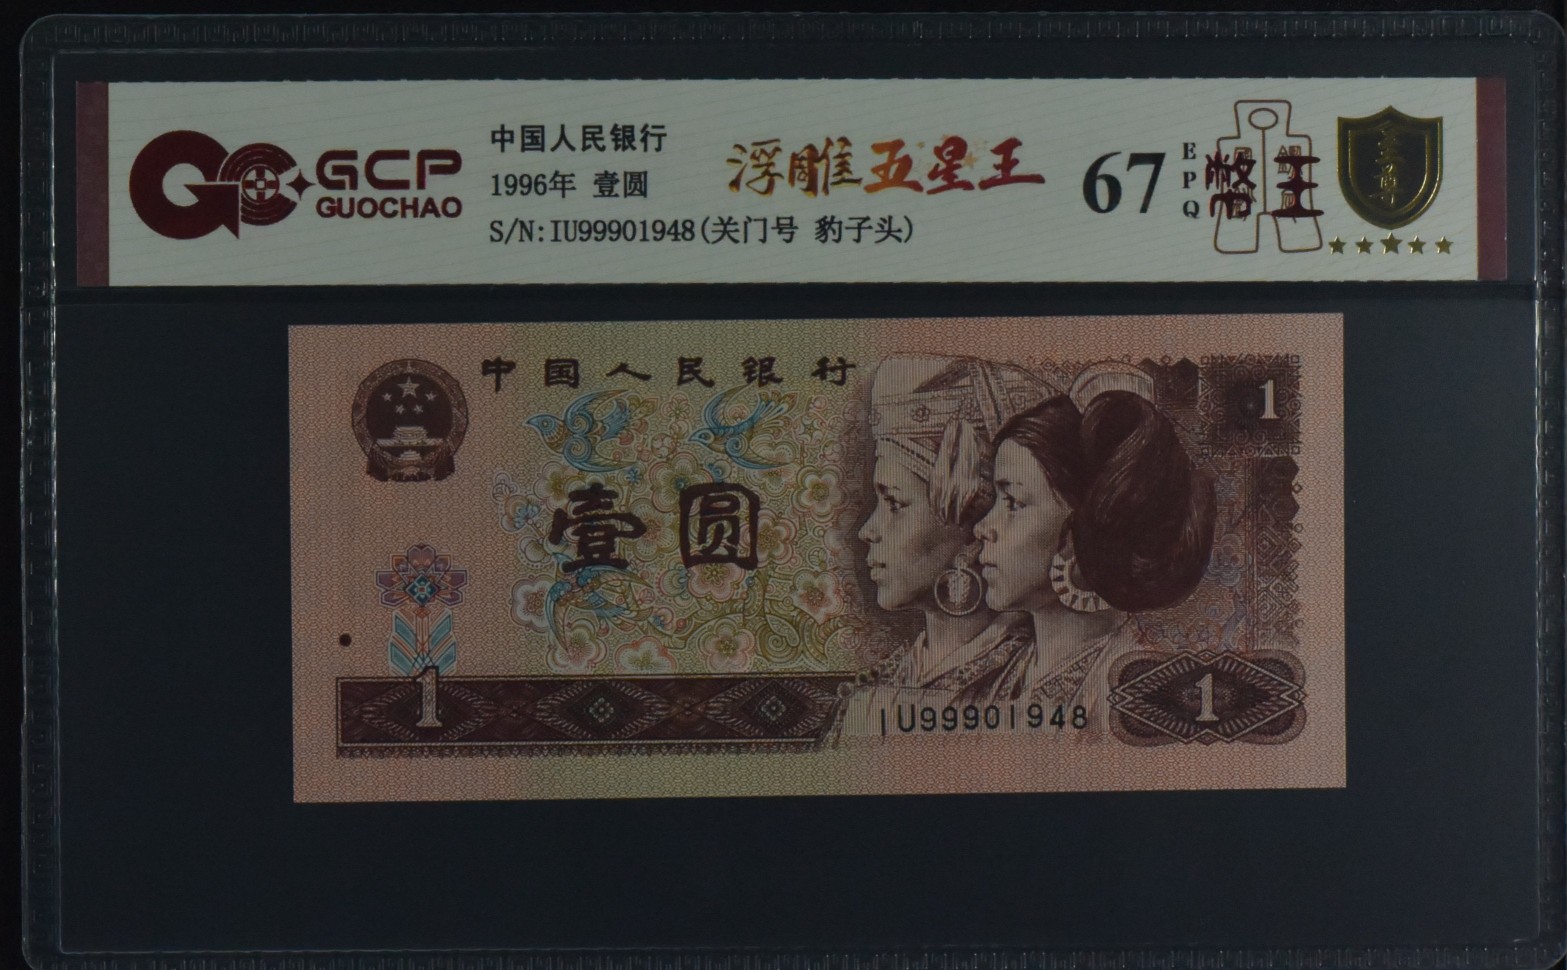 GCP
GUOCHAO
中国人民银行
1996年 壹圆
S/N:IU99901948(关门号 豹子头)
浮雕五星王
67
EPQ
至尊
中国人民银行
1
壹圆
1
IU99901948
1